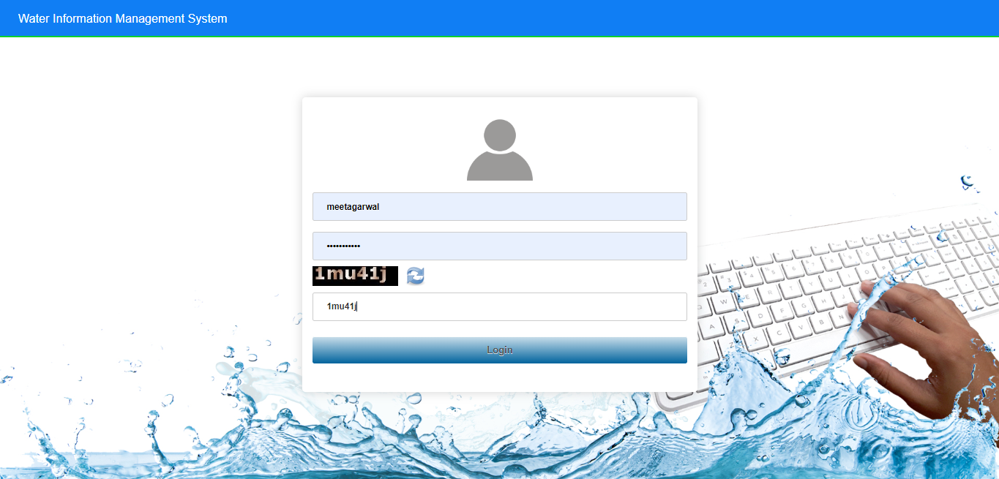 Water Information Management System
meetagarwal
•••••••••••
1mu41j
1mu41j
Login